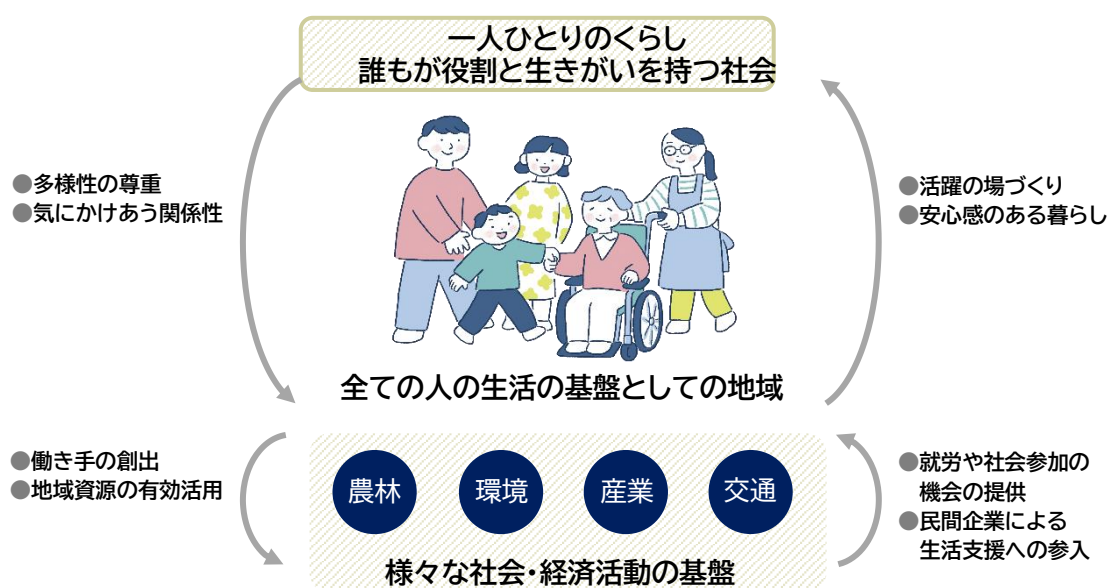 一人ひとりのくらし
誰もが役割と生きがいを持つ社会
●多様性の尊重
●気にかけあう関係性
●活躍の場づくり
●安心感のある暮らし
全ての人の生活の基盤としての地域
●働き手の創出
●地域資源の有効活用
農林
環境
産業
交通
●就労や社会参加の
機会の提供
●民間企業による
生活支援への参入
様々な社会・経済活動の基盤